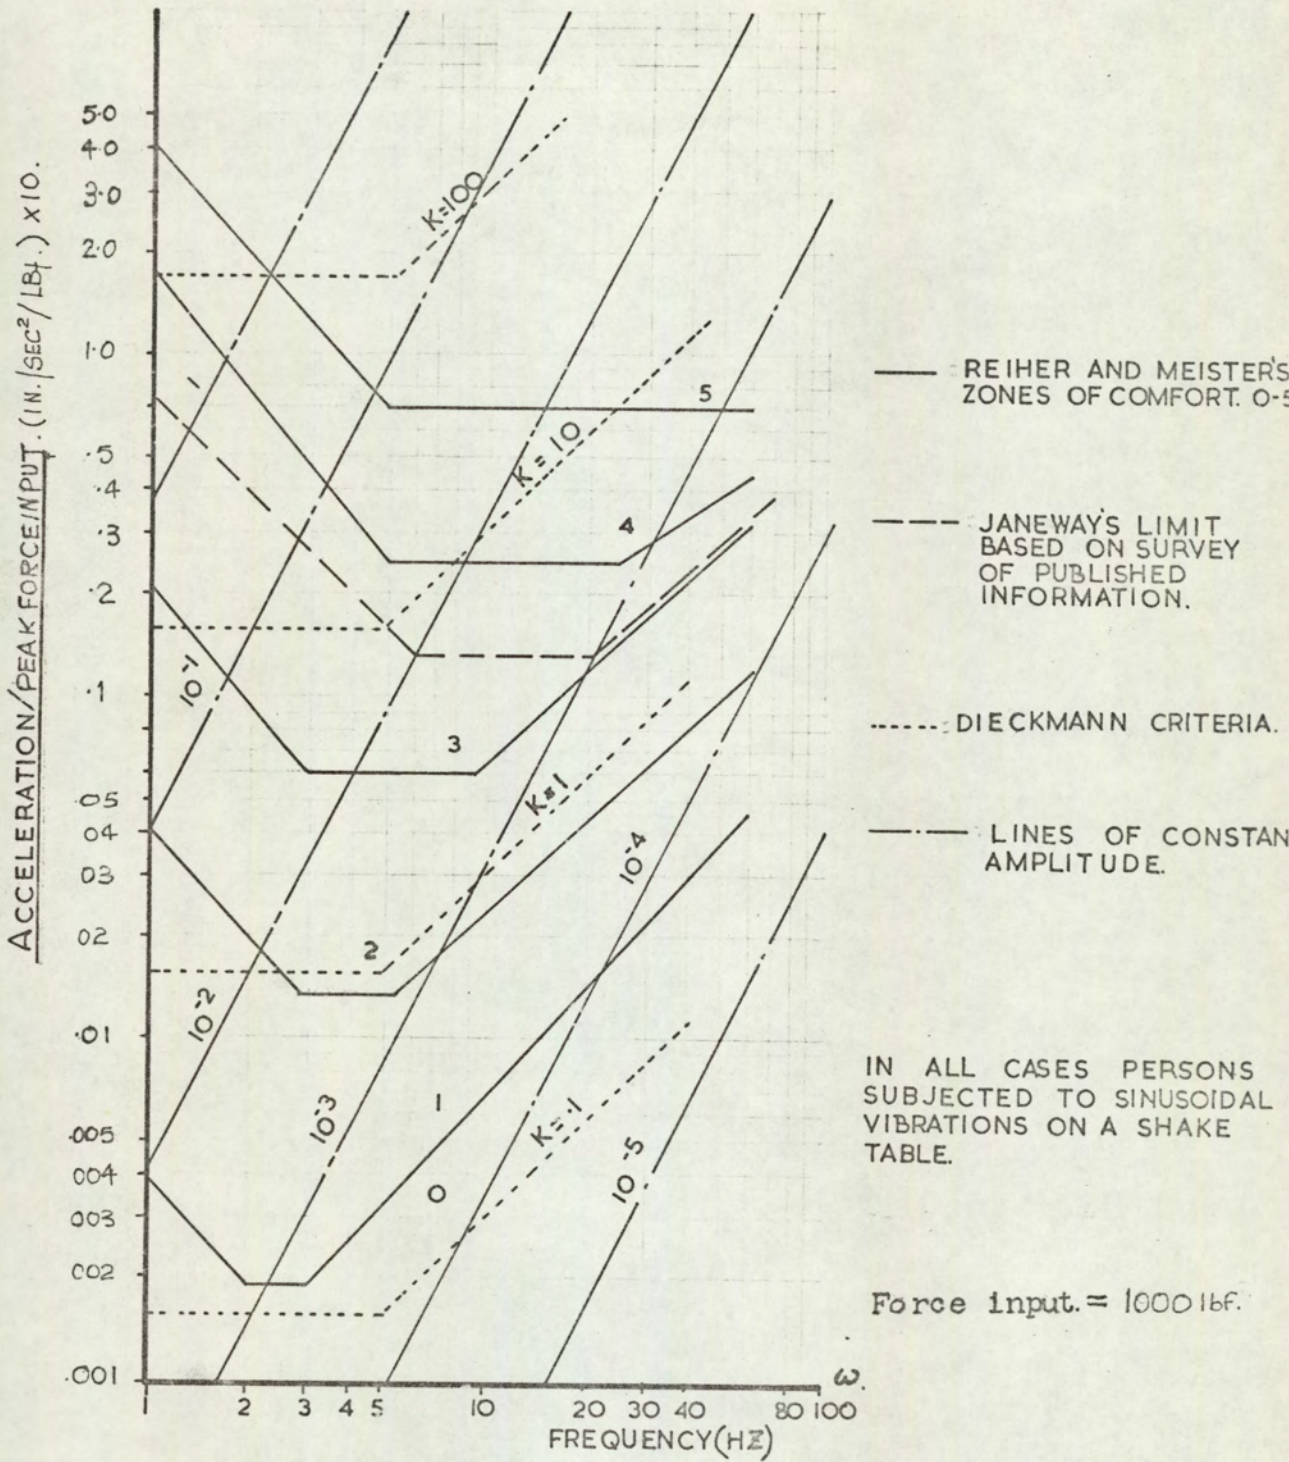 ACCELERATION/PEAK FORCE INPUT. (IN./SEC²/LBf.) X10.
5.0
4.0
3.0
2.0
1.0
.5
.4
.3
.2
.1
.05
04
03
02
.01
.005
004
003
002
.001
1
2
3
4
5
10
20
30
40
80
100
FREQUENCY(HZ)
ω.
K=100
K=10
K=1
K=.1
1
10⁻¹
10⁻²
10⁻³
10⁻⁴
10⁻⁵
5
4
3
2
1
0
REIHER AND MEISTER'S
ZONES OF COMFORT. 0-5
JANEWAY'S LIMIT
BASED ON SURVEY
OF PUBLISHED
INFORMATION.
DIECKMANN CRITERIA.
LINES OF CONSTAN
AMPLITUDE.
IN ALL CASES PERSONS
SUBJECTED TO SINUSOIDAL
VIBRATIONS ON A SHAKE
TABLE.
Force input.= 1000 lbf.